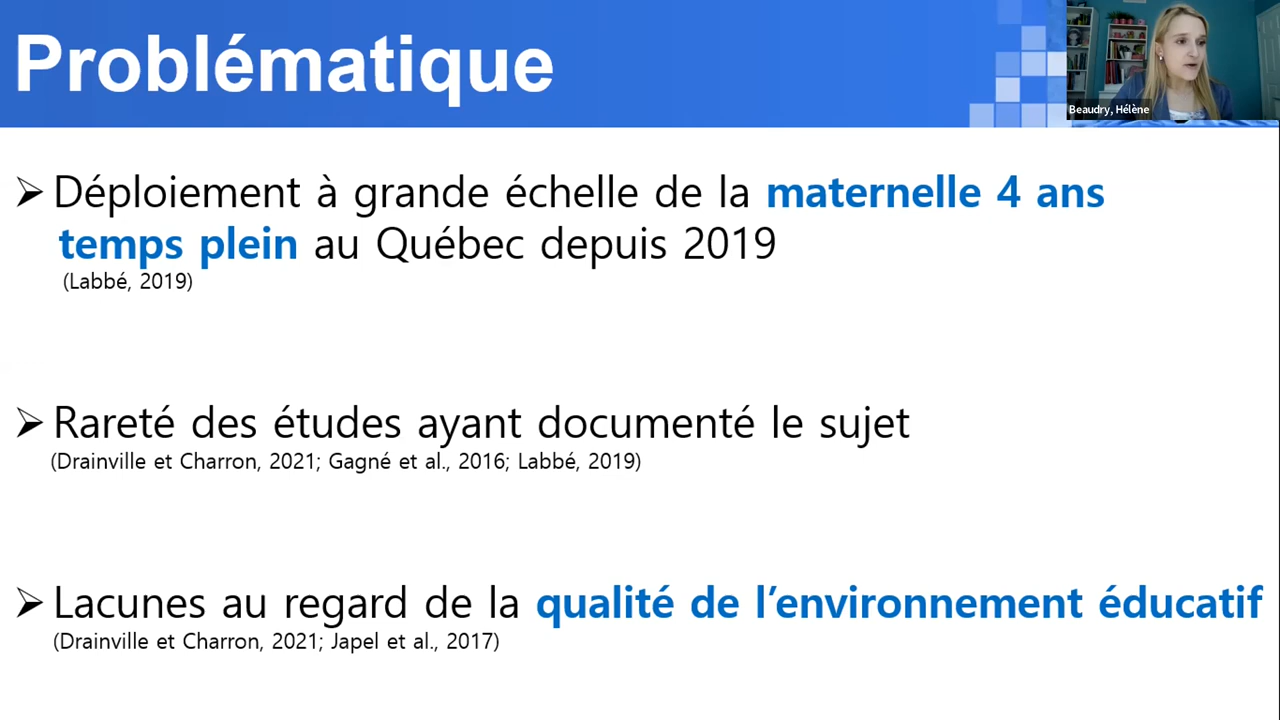 Problématique
Beaudry, Hélène
➢ Déploiement à grande échelle de la maternelle 4 ans
temps plein au Québec depuis 2019
(Labbé, 2019)
➢ Rareté des études ayant documenté le sujet
(Drainville et Charron, 2021; Gagné et al., 2016; Labbé, 2019)
➢ Lacunes au regard de la qualité de l’environnement éducatif
(Drainville et Charron, 2021; Japel et al., 2017)